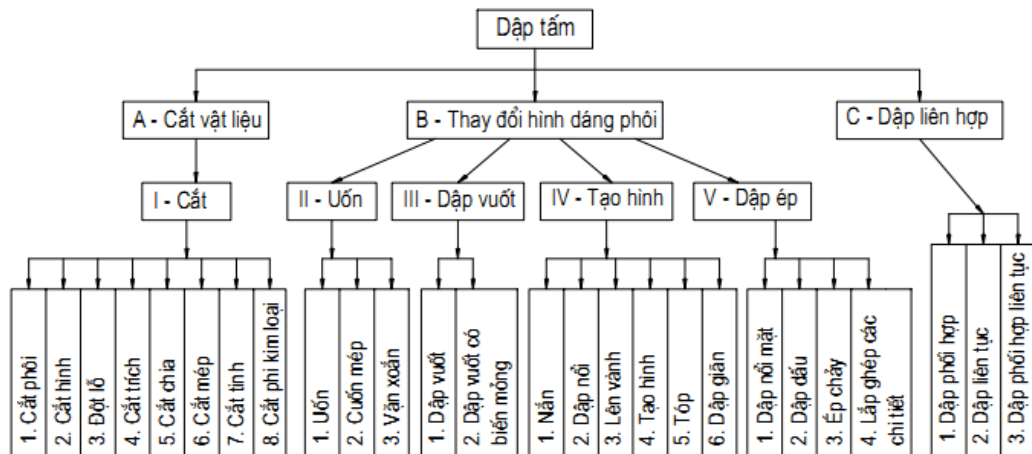 Dập tấm
A - Cắt vật liệu
B - Thay đổi hình dáng phôi
C - Dập liên hợp
I - Cắt
II - Uốn
III - Dập vuốt
IV - Tạo hình
V - Dập ép
1. Cắt phôi
2. Cắt hình
3. Đột lỗ
4. Cắt trích
5. Cắt chia
6. Cắt mép
7. Cắt tinh
8. Cắt phi kim loại
1. Uốn
2. Cuốn mép
3. Vặn xoắn
1. Dập vuốt
2. Dập vuốt có
biến mỏng
1. Nắn
2. Dập nổi
3. Lên vành
4. Tạo hình
5. Tóp
6. Dập giãn
1. Dập nổi mặt
2. Dập dấu
3. Ép chảy
4. Lắp ghép các
chi tiết
1. Dập phối hợp
2. Dập liên tục
3. Dập phối hợp liên tục